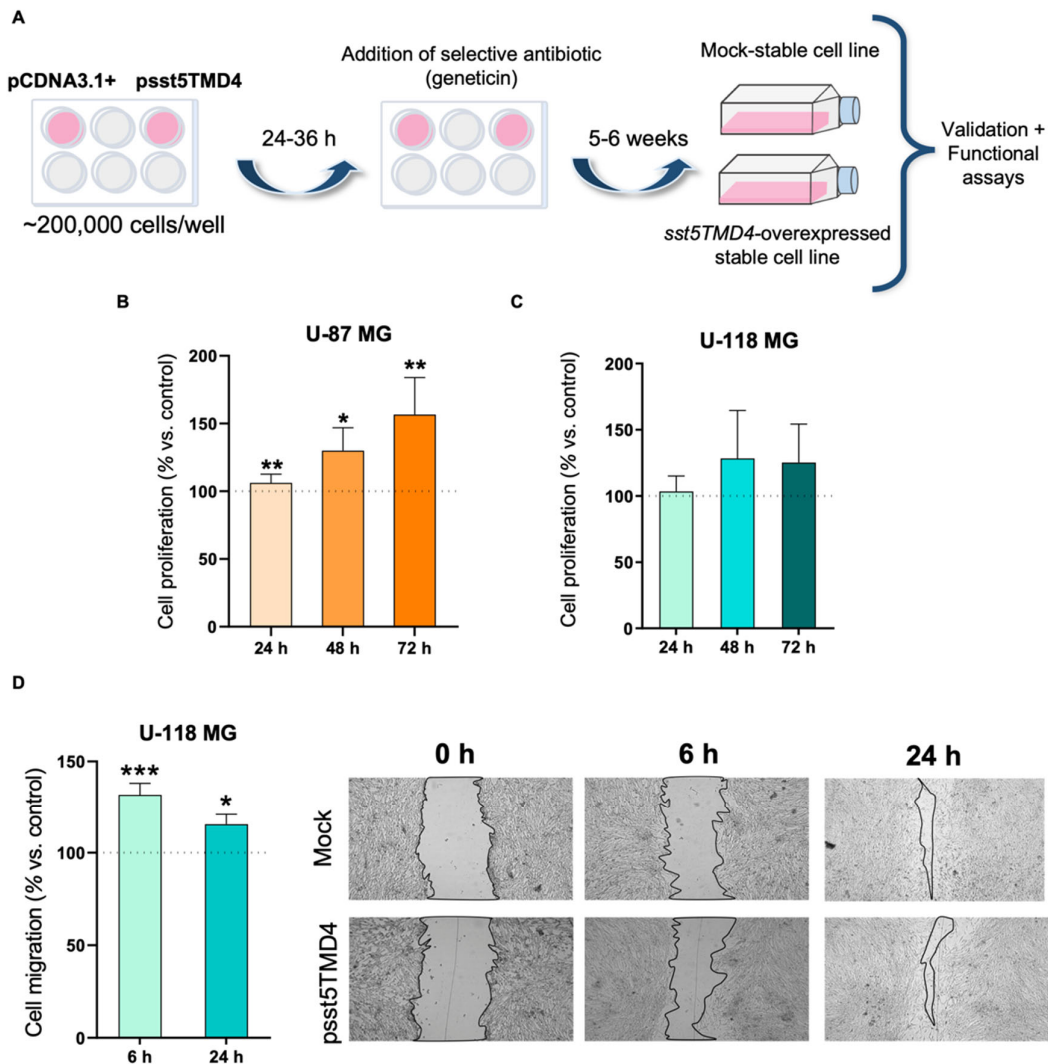 A
pCDNA3.1+ psst5TMD4
~200,000 cells/well
24-36 h
Addition of selective antibiotic
(geneticin)
5-6 weeks
Mock-stable cell line
sst5TMD4-overexpressed
stable cell line
Validation +
Functional
assays
B
U-87 MG
Cell proliferation (% vs. control)
200
150
100
50
0
**
*
**
24 h 48 h 72 h
C
U-118 MG
Cell proliferation (% vs. control)
200
150
100
50
0
24 h 48 h 72 h
D
U-118 MG
Cell migration (% vs. control)
150
100
50
0
***
*
6 h 24 h
0 h 6 h 24 h
Mock
psst5TMD4